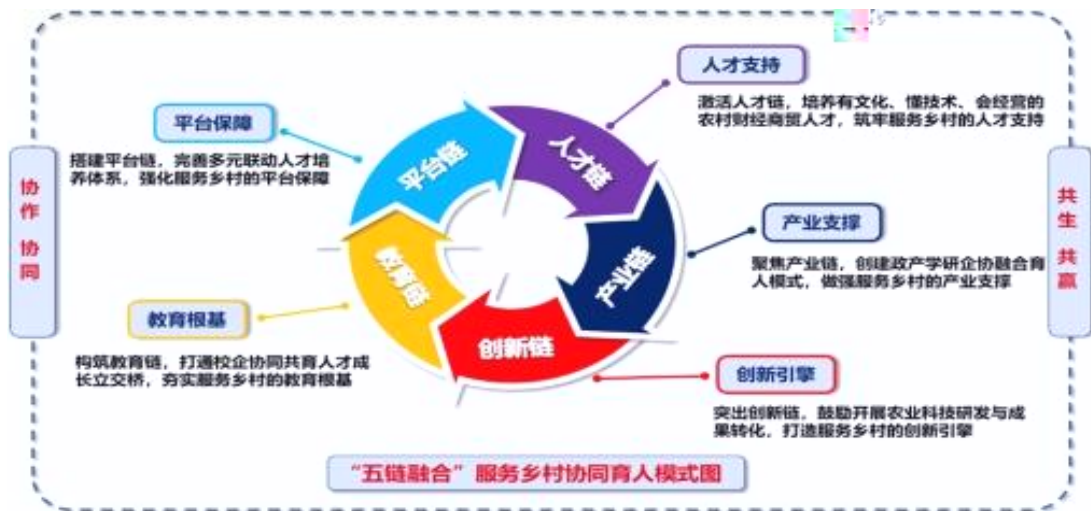 人才支持
激活人才链，培养有文化、懂技术、会经营的
农村财经商贸人才，筑牢服务乡村的人才支持
平台保障
搭建平台链，完善多元联动人才培
养体系，强化服务乡村的平台保障
平台链
人才链
协作 协同
共生 共赢
产业支撑
聚焦产业链，创建政产学研企协融合育
人模式，做强服务乡村的产业支撑
教育链
产业链
教育根基
构筑教育链，打通校企协同共育人才成
长立交桥，夯实服务乡村的教育根基
创新链
创新引擎
突出创新链，鼓励开展农业科技研发与成
果转化，打造服务乡村的创新引擎
“五链融合”服务乡村协同育人模式图